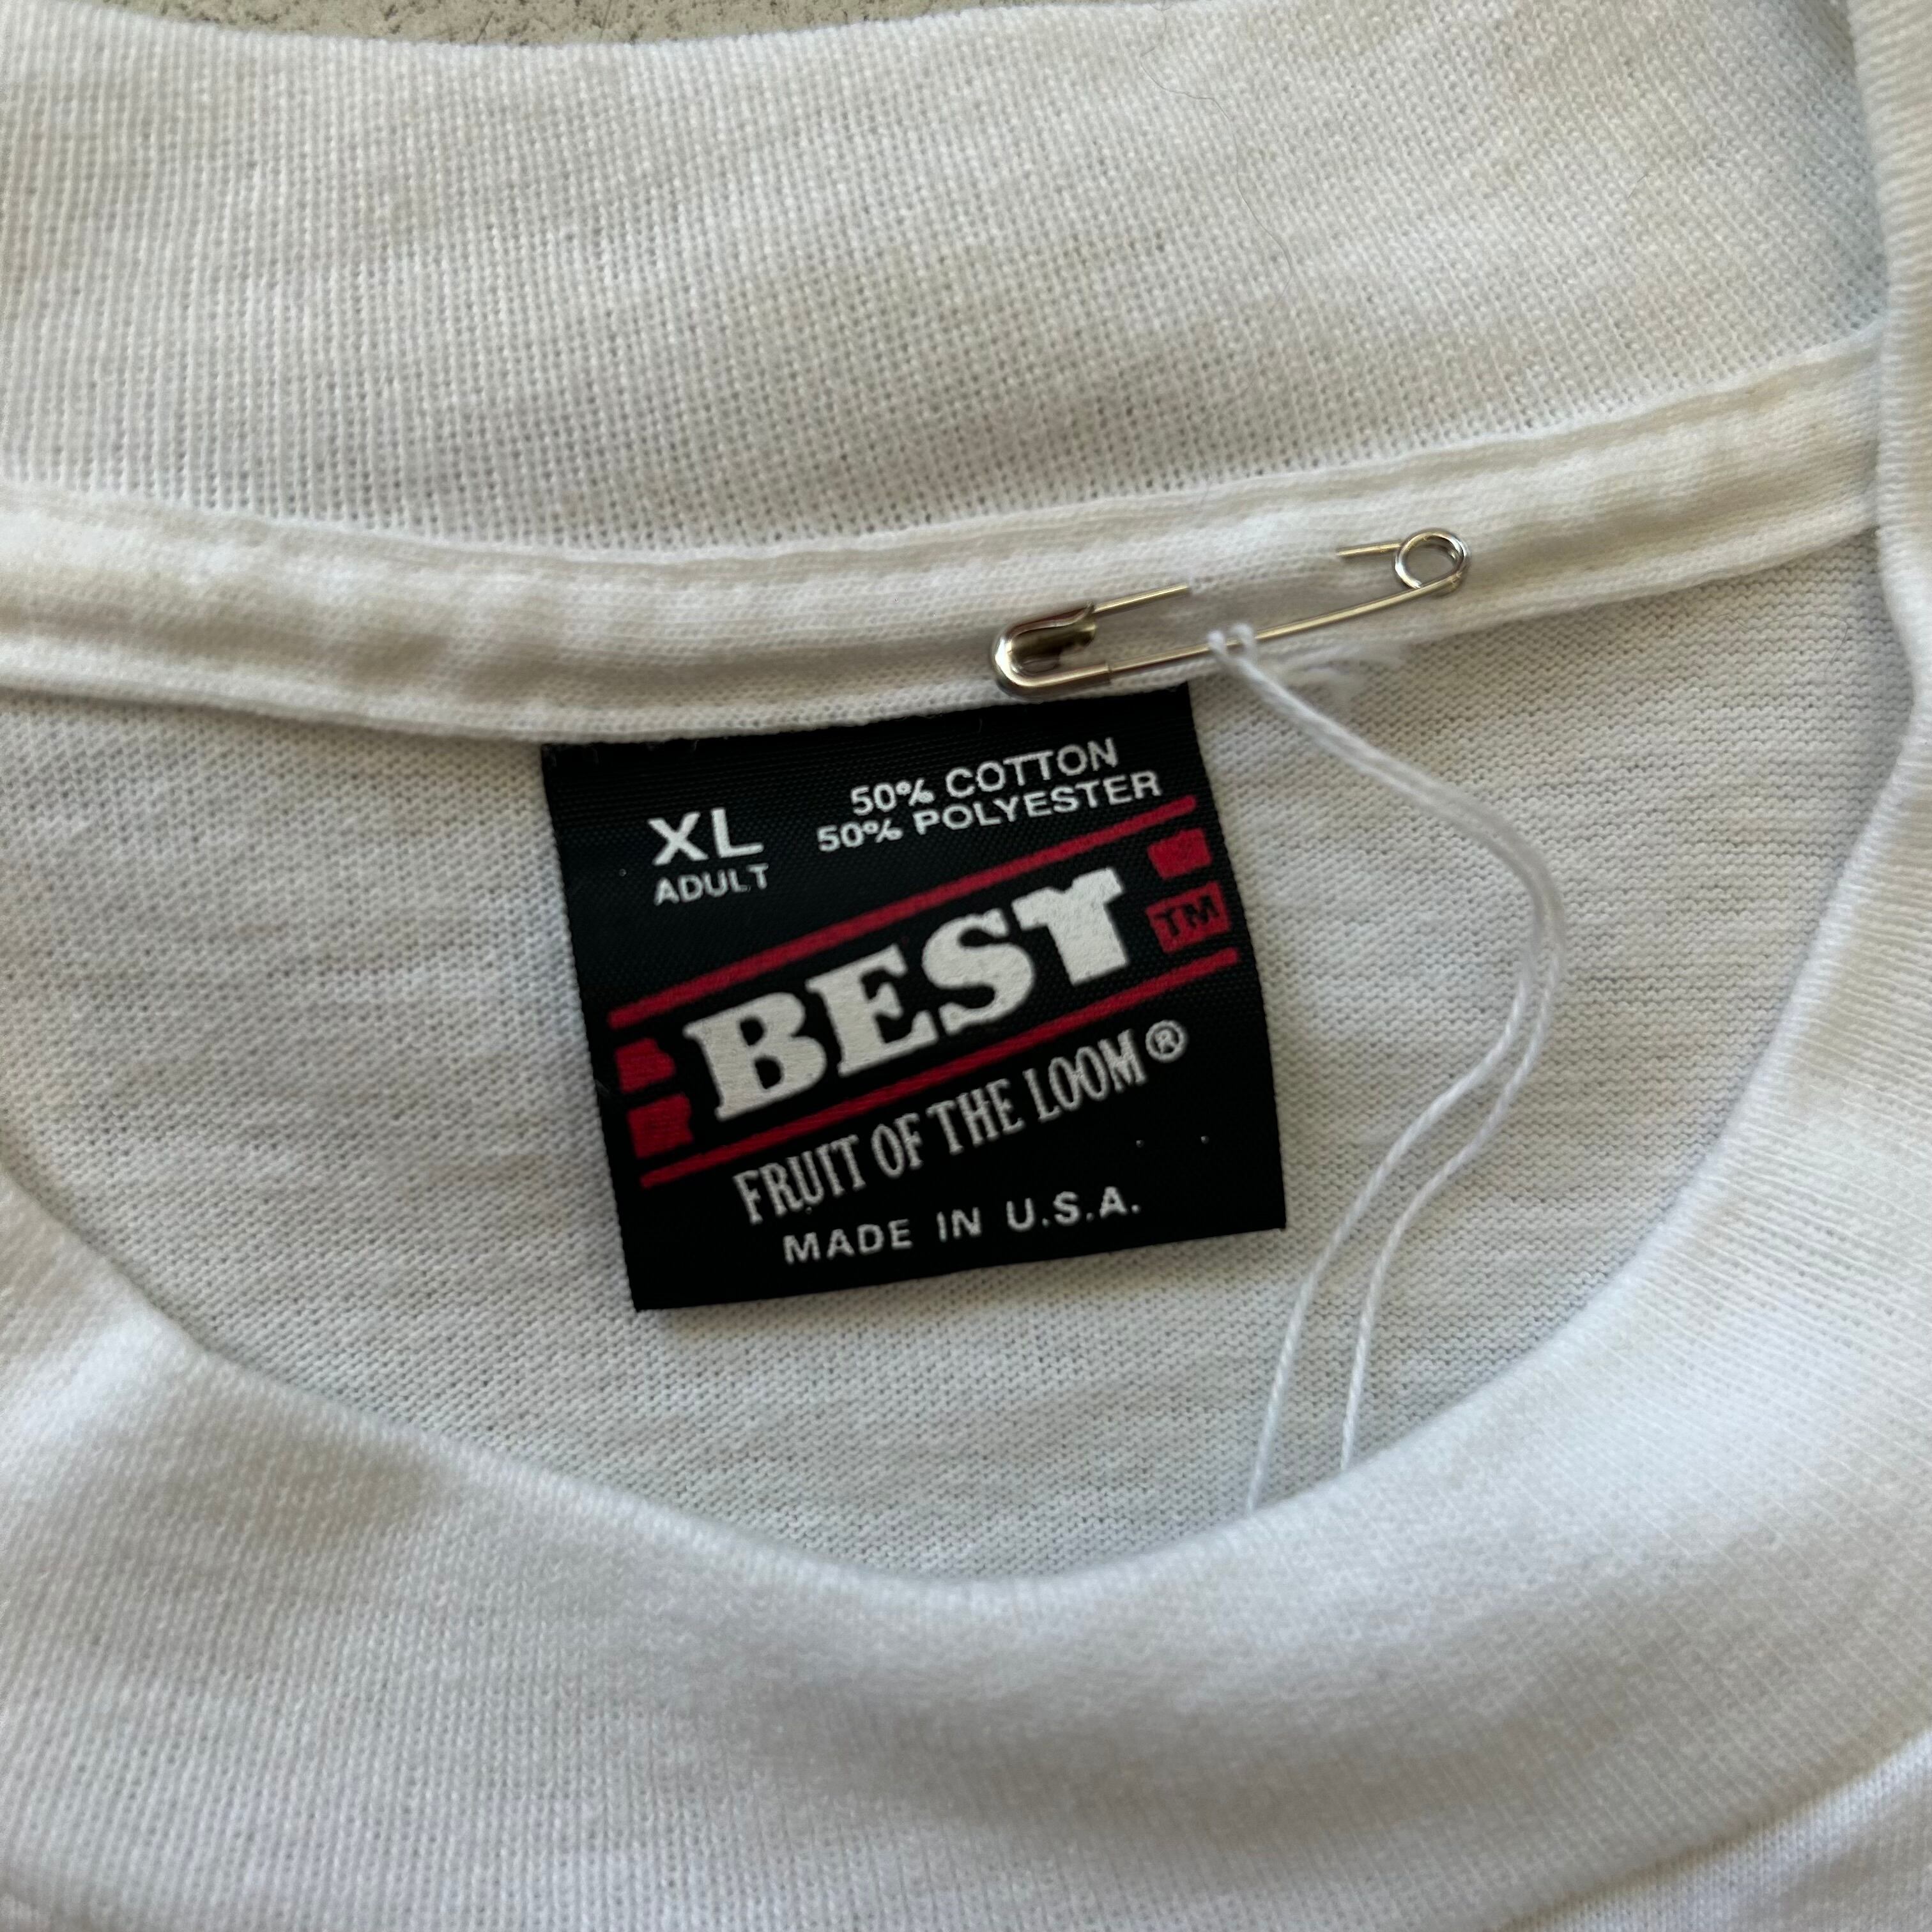 XL
ADULT
50% COTTON
50% POLYESTER
BEST TM
FRUIT OF THE LOOM®
MADE IN U.S.A.